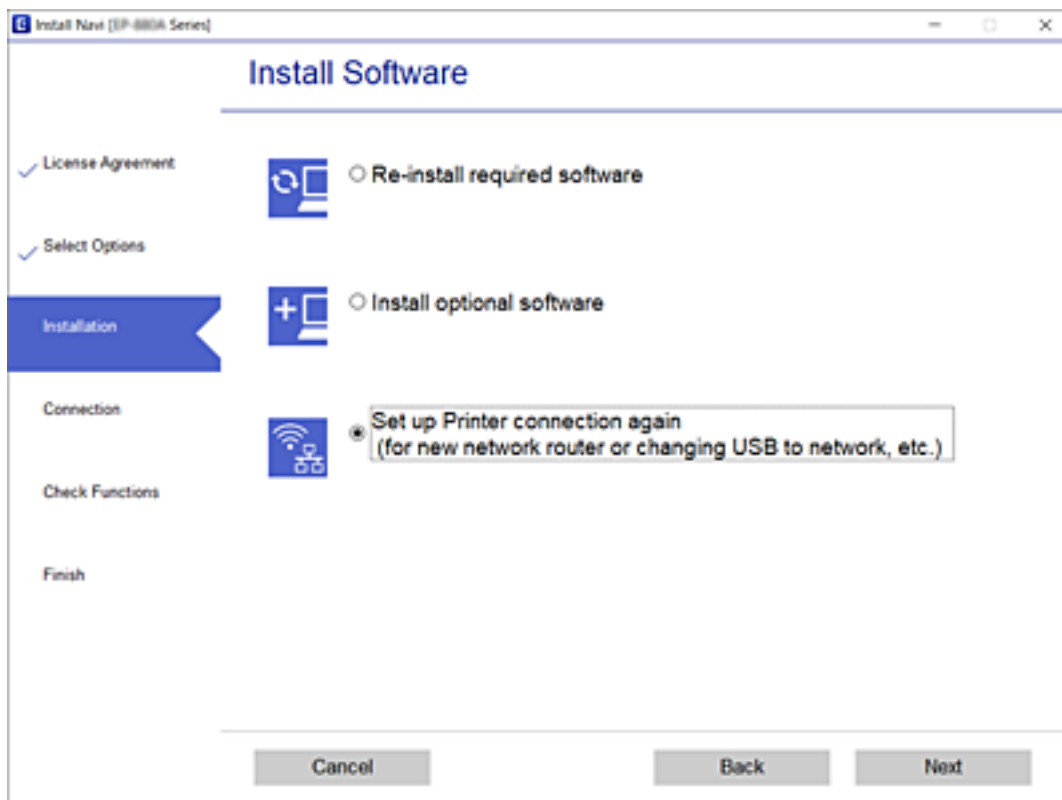 Install Navi [EP-880A Series]
Install Software
License Agreement
Select Options
Installation
Connection
Check Functions
Finish
Re-install required software
Install optional software
Set up Printer connection again
(for new network router or changing USB to network, etc.)
Cancel
Back
Next